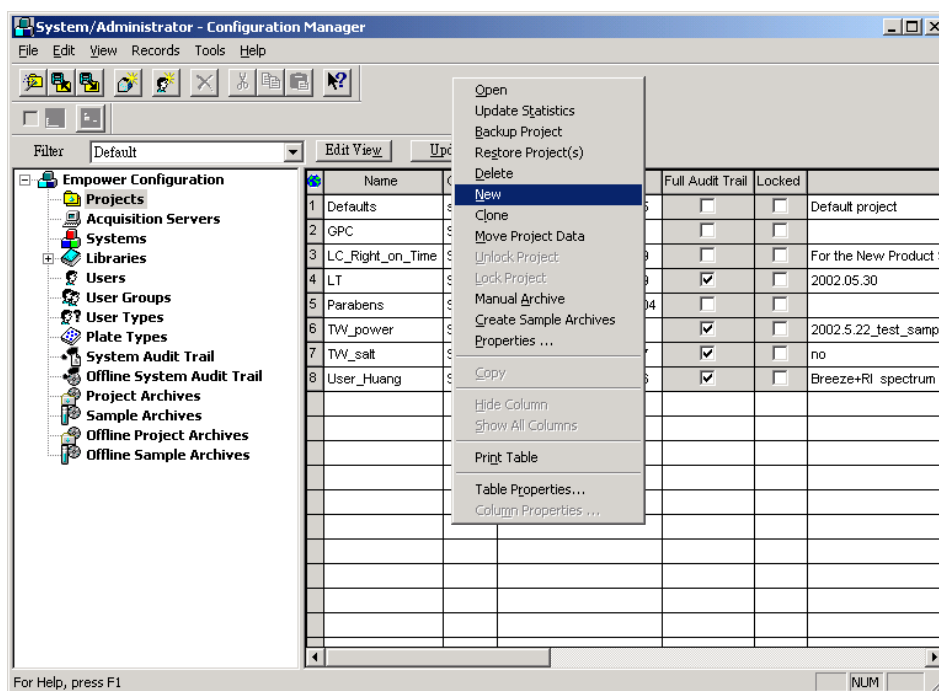 System/Administrator - Configuration Manager
File Edit View Records Tools Help
Filter Default Edit View
Empower Configuration
Projects
Acquisition Servers
Systems
Libraries
Users
User Groups
User Types
Plate Types
System Audit Trail
Offline System Audit Trail
Project Archives
Sample Archives
Offline Project Archives
Offline Sample Archives
Name Full Audit Trail Locked
1 Defaults Default project
2 GPC
3 LC_Right_on_Time For the New Product
4 LT 2002.05.30
5 Parabens 04
6 TW_power 2002.5.22_test_samp
7 TW_salt no
8 User_Huang Breeze+RI spectrum
Open
Update Statistics
Backup Project
Restore Project(s)
Delete
New
Clone
Move Project Data
Unlock Project
Lock Project
Manual Archive
Create Sample Archives
Properties ...
Copy
Hide Column
Show All Columns
Print Table
Table Properties...
Column Properties ...
For Help, press F1 NUM